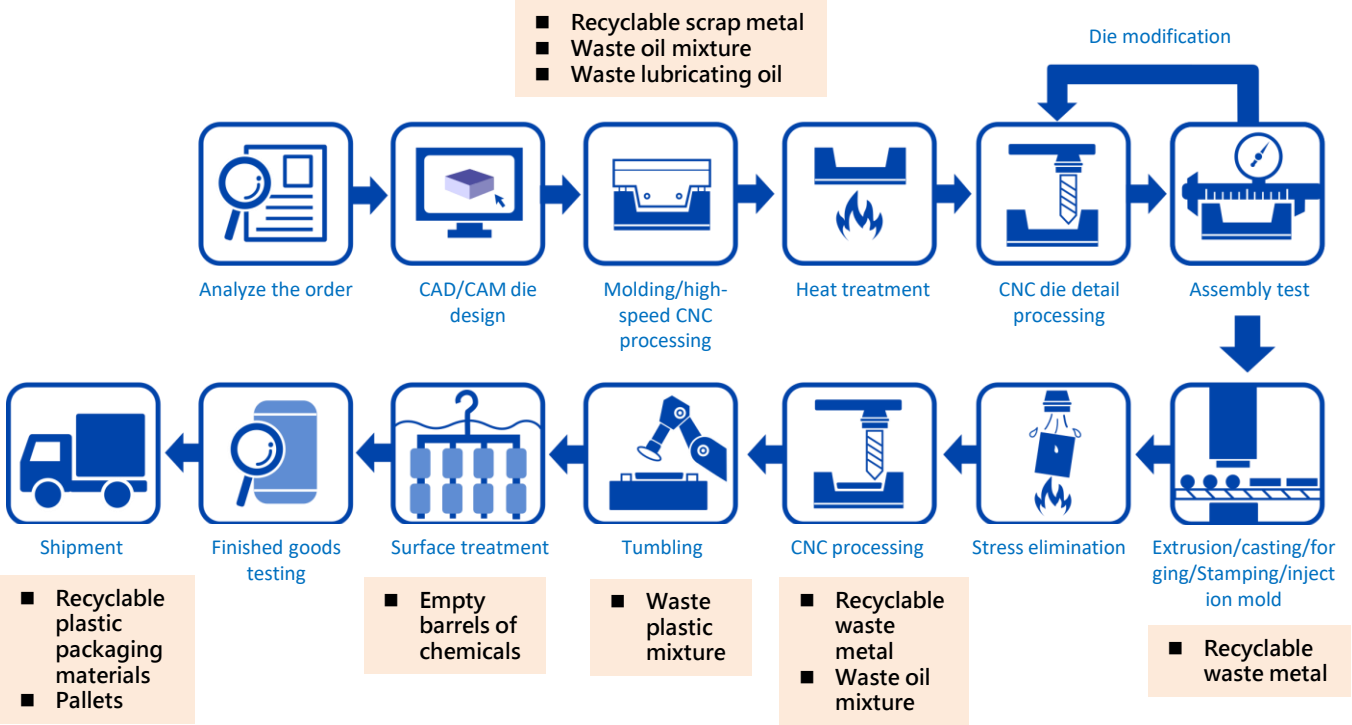 ■ Recyclable scrap metal
■ Waste oil mixture
■ Waste lubricating oil
Die modification
Analyze the order
CAD/CAM die
design
Molding/high-
speed CNC
processing
Heat treatment
CNC die detail
processing
Assembly test
Shipment
Finished goods
testing
Surface treatment
Tumbling
CNC processing
Stress elimination
Extrusion/casting/for
ging/Stamping/inject
ion mold
■ Recyclable
plastic
packaging
materials
■ Pallets
■ Empty
barrels of
chemicals
■ Waste
plastic
mixture
■ Recyclable
waste
metal
■ Waste oil
mixture
■ Recyclable
waste metal